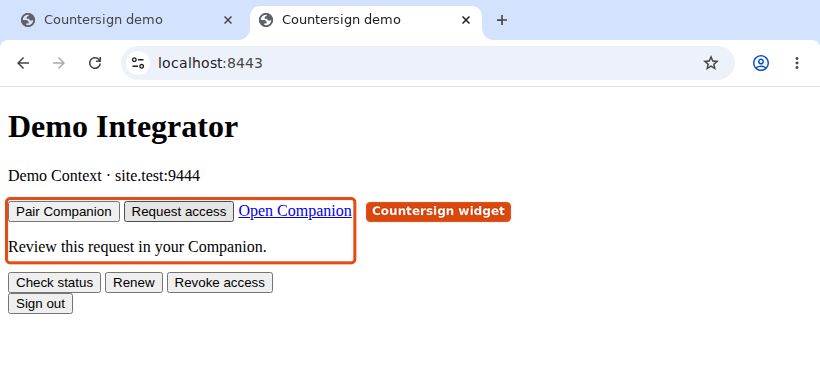 Countersign demo
Countersign demo
localhost:8443
Demo Integrator
Demo Context · site.test:9444
Pair Companion Request access Open Companion Countersign widget
Review this request in your Companion.
Check status Renew Revoke access
Sign out